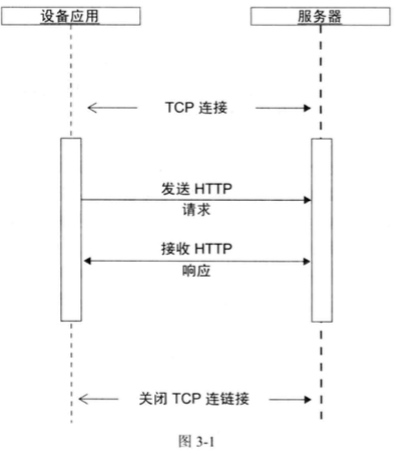 设备应用 服务器
TCP 连接
发送 HTTP
请求
接收 HTTP
响应
关闭 TCP 连链接
图 3-1